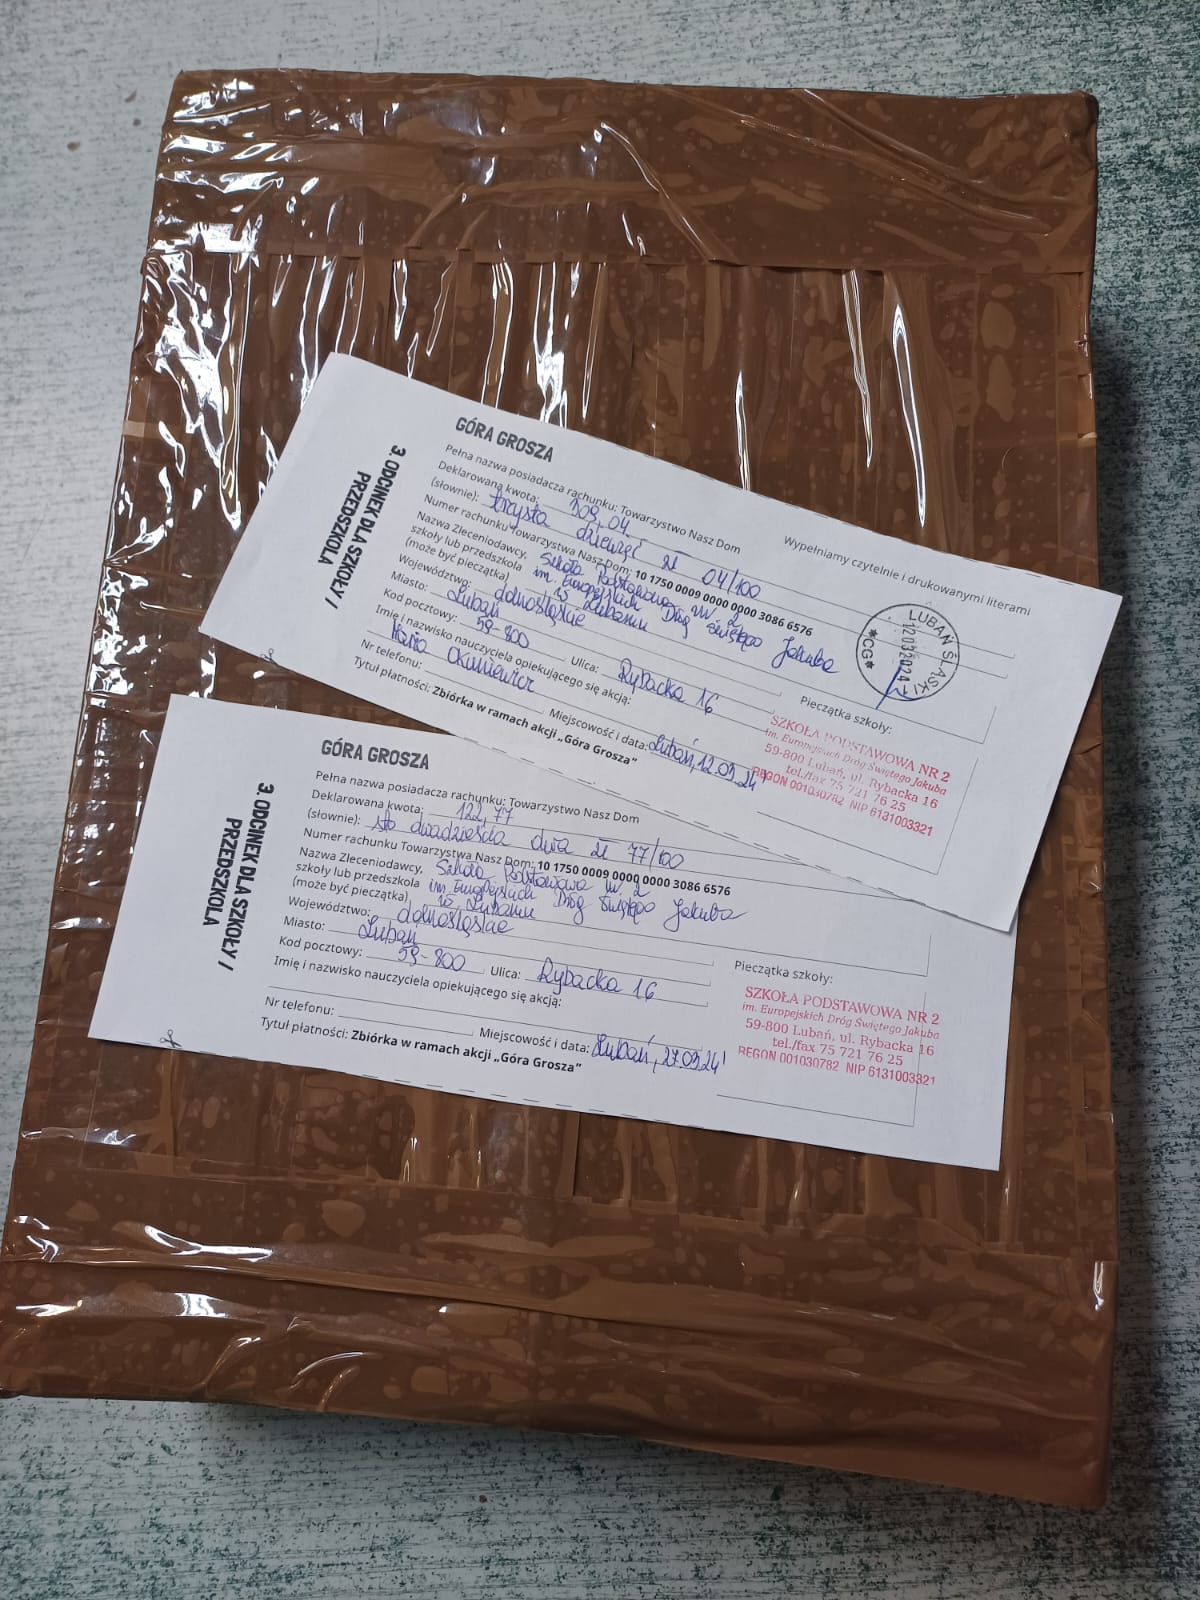 GÓRA GROSZA
Pełna nazwa posiadacza rachunku: Towarzystwo Nasz Dom
Wypełniamy czytelnie i drukowanymi literami
Deklarowana kwota: 309,04
(słownie): trzysta dziewięć zł 04/100
Numer rachunku Towarzystwa Nasz Dom: 10 1750 0009 0000 0000 3086 6576
Nazwa Zleceniodawcy, Szkoła Podstawowa nr 2
szkoły lub przedszkola im. Europejskich Dróg Świętego Jakuba
(może być pieczątka) w Lubaniu
Województwo: dolnośląskie
Miasto: Lubań
Kod pocztowy: 59-800 Ulica: Rybacka 16
Imię i nazwisko nauczyciela opiekującego się akcją:
Nr telefonu: Miejscowość i data: Lubań, 12.03.24
Tytuł płatności: Zbiórka w ramach akcji „Góra Grosza"
3. ODCINEK DLA SZKOŁY /
PRZEDSZKOLA
LUBAŃ ŚLĄSKI 1
12032024
*CG*
Pieczątka szkoły:
SZKOŁA PODSTAWOWA NR 2
im. Europejskich Dróg Świętego Jakuba
59-800 Lubań, ul. Rybacka 16
tel./fax 75 721 76 25
REGON 001030782 NIP 6131003321
GÓRA GROSZA
Pełna nazwa posiadacza rachunku: Towarzystwo Nasz Dom
Deklarowana kwota: 122,77
(słownie): sto dwadzieścia dwa zł 77/100
Numer rachunku Towarzystwa Nasz Dom: 10 1750 0009 0000 0000 3086 6576
Nazwa Zleceniodawcy, Szkoła Podstawowa nr 2
szkoły lub przedszkola im. Europejskich Dróg Świętego Jakuba
(może być pieczątka) w Lubaniu
Województwo: dolnośląskie
Miasto: Lubań
Kod pocztowy: 59-800 Ulica: Rybacka 16
Imię i nazwisko nauczyciela opiekującego się akcją:
Nr telefonu: Miejscowość i data: Lubań, 27.03.24
Tytuł płatności: Zbiórka w ramach akcji „Góra Grosza"
3. ODCINEK DLA SZKOŁY /
PRZEDSZKOLA
Pieczątka szkoły:
SZKOŁA PODSTAWOWA NR 2
im. Europejskich Dróg Świętego Jakuba
59-800 Lubań, ul. Rybacka 16
tel./fax 75 721 76 25
REGON 001030782 NIP 6131003321